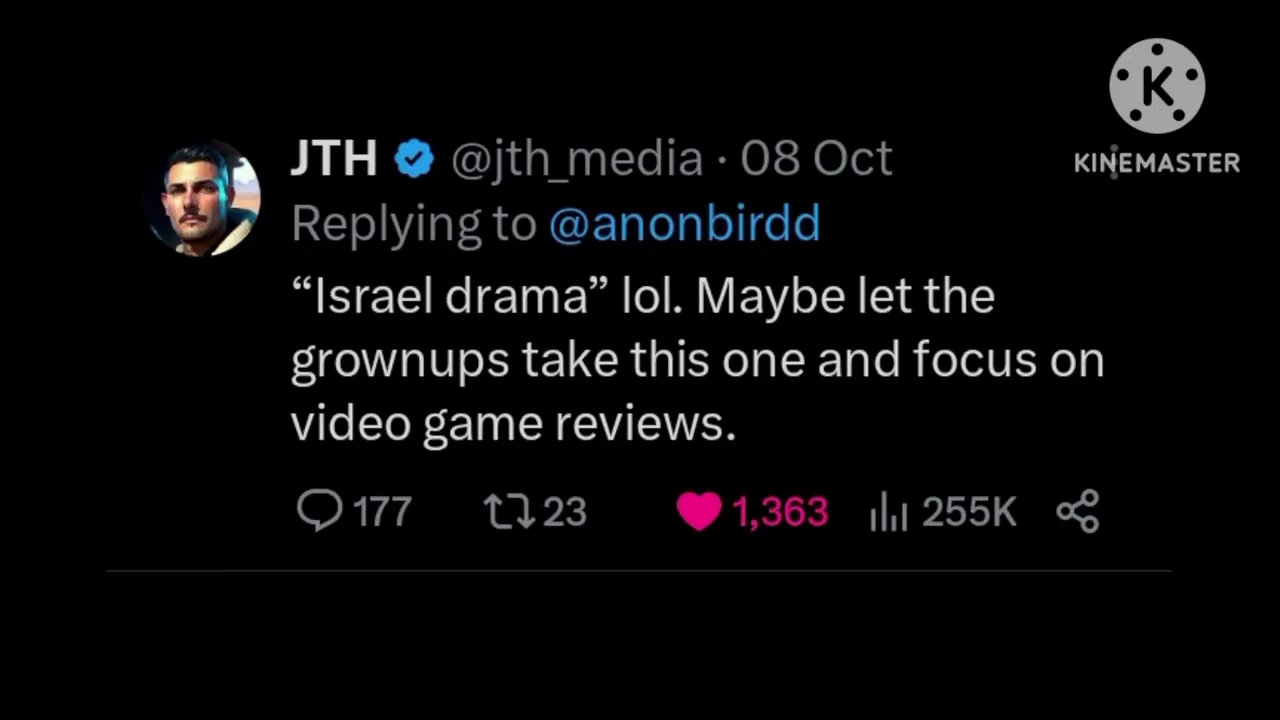 K
KINEMASTER
JTH @jth_media · 08 Oct
Replying to @anonbirdd
“Israel drama” lol. Maybe let the
grownups take this one and focus on
video game reviews.
177 23 1,363 255K